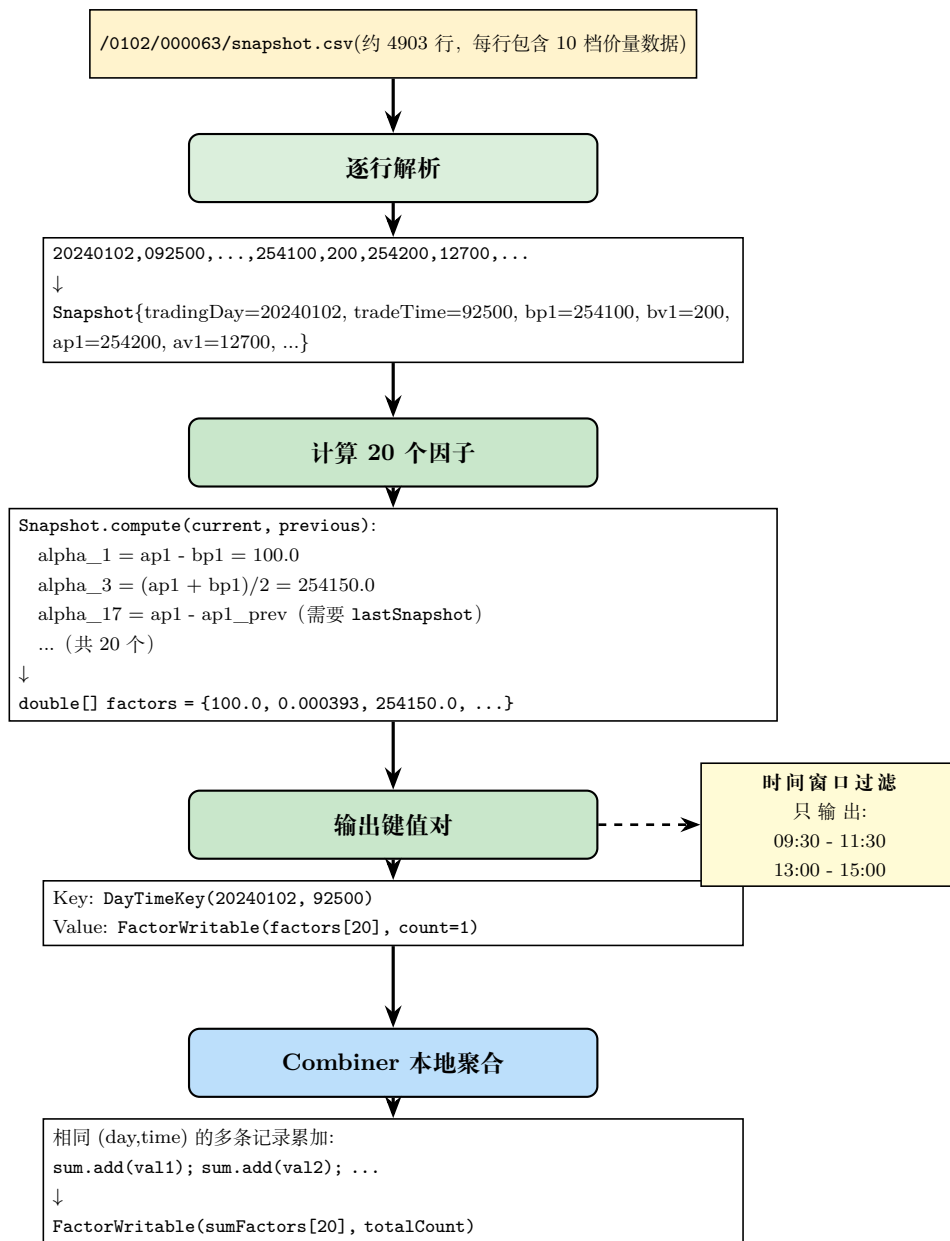 /0102/000063/snapshot.csv(约 4903 行，每行包含 10 档价量数据)
逐行解析
20240102,092500,...,254100,200,254200,12700,...
↓
Snapshot{tradingDay=20240102, tradeTime=92500, bp1=254100, bv1=200,
ap1=254200, av1=12700, ...}
计算 20 个因子
Snapshot.compute(current, previous):
alpha_1 = ap1 - bp1 = 100.0
alpha_3 = (ap1 + bp1)/2 = 254150.0
alpha_17 = ap1 - ap1_prev（需要 lastSnapshot）
...（共 20 个）
↓
double[] factors = {100.0, 0.000393, 254150.0, ...}
输出键值对
时间窗口过滤
只输出:
09:30 - 11:30
13:00 - 15:00
Key: DayTimeKey(20240102, 92500)
Value: FactorWritable(factors[20], count=1)
Combiner 本地聚合
相同 (day,time) 的多条记录累加:
sum.add(val1); sum.add(val2); ...
↓
FactorWritable(sumFactors[20], totalCount)